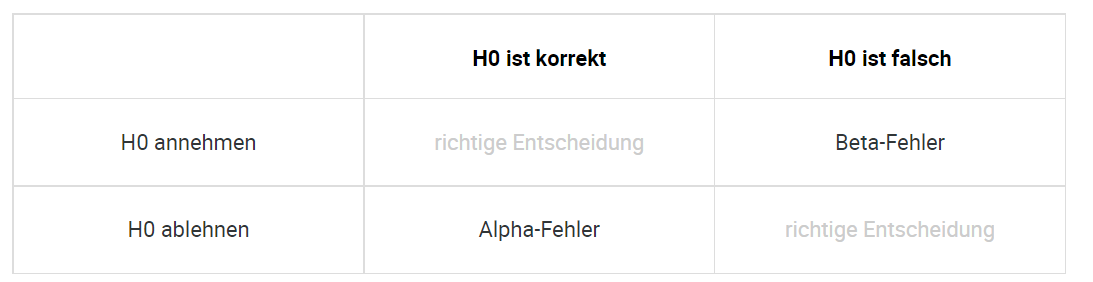 H0 ist korrekt H0 ist falsch
H0 annehmen richtige Entscheidung Beta-Fehler
H0 ablehnen Alpha-Fehler richtige Entscheidung